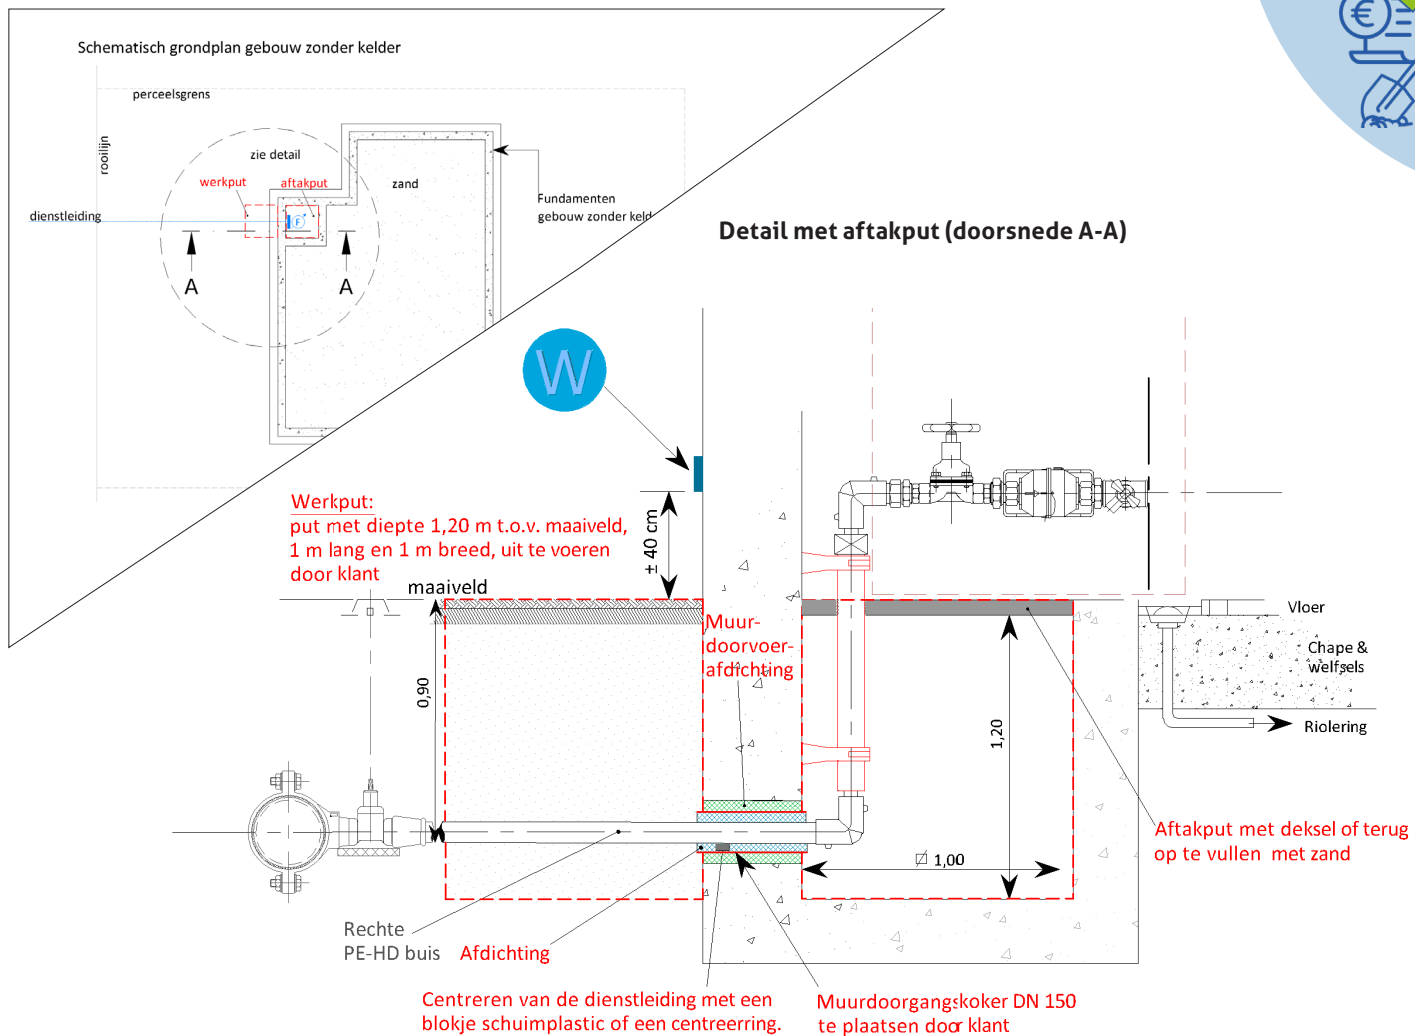 Schematisch grondplan gebouw zonder kelder
perceelsgrens
rooilijn
zie detail
werkput
aftakput
zand
dienstleiding
F
Fundamenten
gebouw zonder keld
A
A
Detail met aftakput (doorsnede A-A)
W
€
Werkput:
put met diepte 1,20 m t.o.v. maaiveld,
1 m lang en 1 m breed, uit te voeren
door klant
± 40 cm
maaiveld
Muur-
doorvoer-
afdichting
0,90
1,20
1,00
Vloer
Chape &
welfsels
Riolering
Aftakput met deksel of terug
op te vullen met zand
Rechte
PE-HD buis
Afdichting
Centreren van de dienstleiding met een
blokje schuimplastic of een centreerring.
Muurdoorgangskoker DN 150
te plaatsen door klant